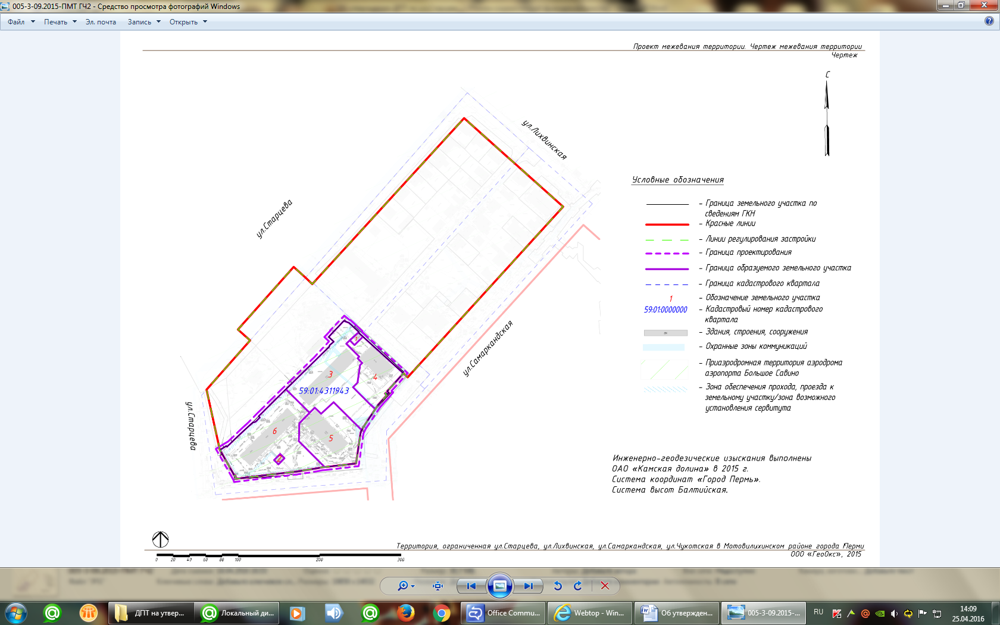 005-3-09.2015-ПМТ ГЧ2 - Средство просмотра фотографий Windows
Файл Печать Эл. почта Запись Открыть
Проект межевания территории. Чертеж межевания территории
Чертеж
С
ул.Лихвинская
ул.Старцева
Условные обозначения
- Граница земельного участка по
сведениям ГКН
- Красные линии
- Линии регулирования застройки
- Граница проектирования
- Граница образуемого земельного участка
- Граница кадастрового квартала
1 - Обозначение земельного участка
59:01:0000000 - Кадастровый номер кадастрового
квартала
- Здания, строения, сооружения
- Охранные зоны коммуникаций
- Приаэродромная территория аэродрома
аэропорта Большое Савино
- Зона обеспечения прохода, проезда к
земельному участку/зона возможного
установления сервитута
ул.Самаркандская
1
3
4
59:01:4311943
6
5
ул.Старцева
Инженерно-геодезические изыскания выполнены
ОАО «Камская долина» в 2015 г.
Система координат «Город Пермь».
Система высот Балтийская.
Территория, ограниченная ул.Старцева, ул.Лихвинская, ул.Самаркандская, ул.Чукотская в Мотовилихинском районе города Перми
ООО «ГеоОкс», 2015
0 20 40 60 80 100 200 300
ДПТ на утвер...
Локальный ди...
Office Commu...
Webtop - Win...
Об утвержден...
005-3-09.2015-...
RU
14:09
25.04.2016